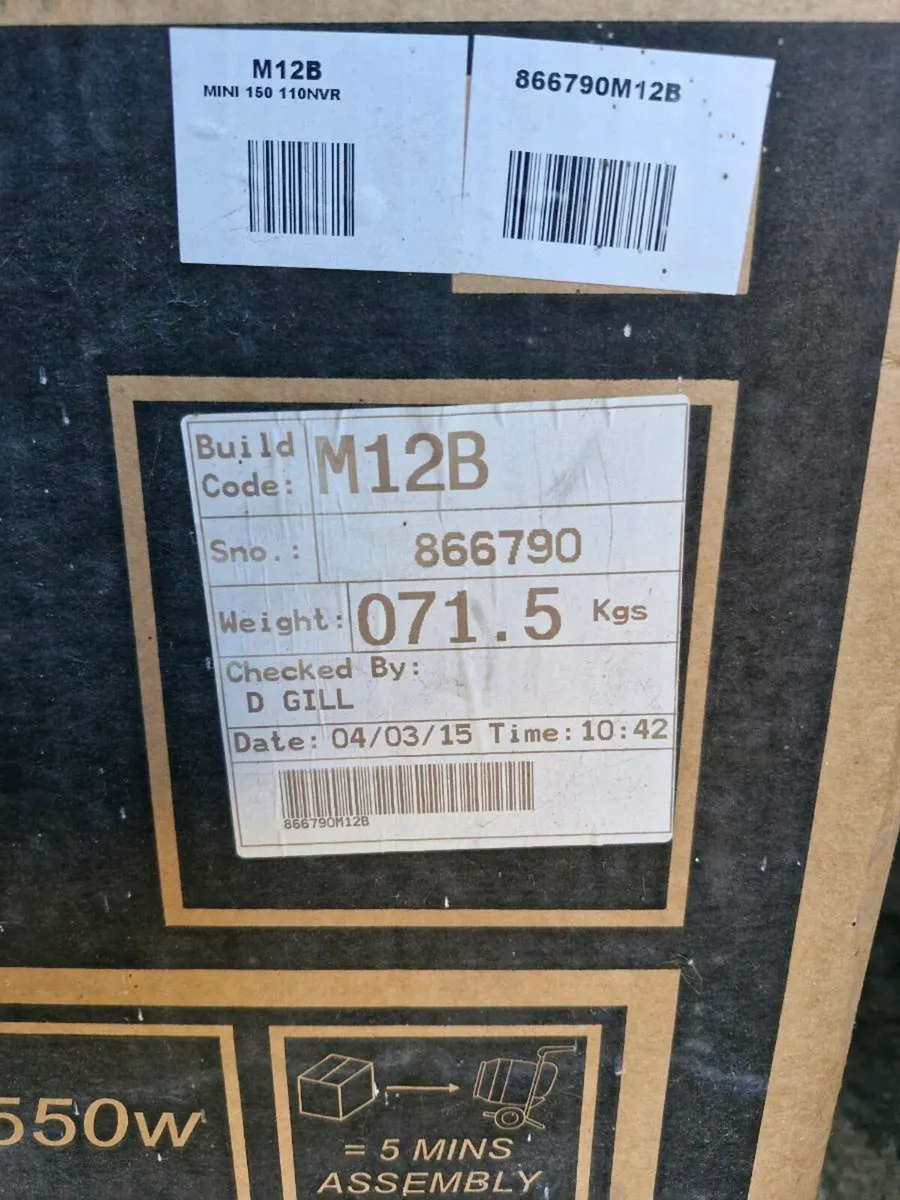 M12B
MINI 150 110NVR
866790M12B
Build Code: M12B
Sno.: 866790
Weight: 071.5 Kgs
Checked By:
D GILL
Date: 04/03/15 Time: 10:42
866790M12B
550w
= 5 MINS
ASSEMBLY